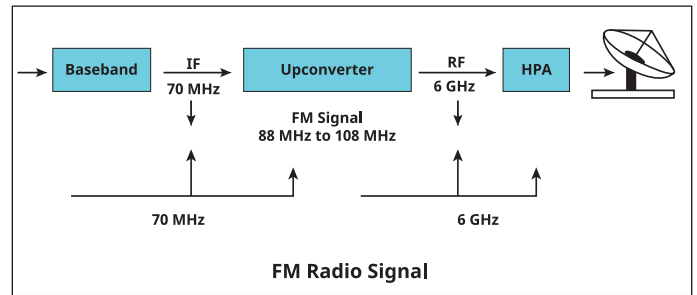 Baseband
IF
70 MHz
Upconverter
RF
6 GHz
HPA
FM Signal
88 MHz to 108 MHz
70 MHz
6 GHz
FM Radio Signal